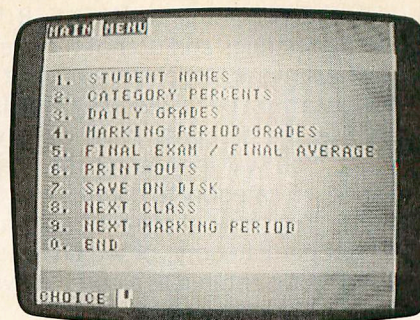 MAIN MENU
1. STUDENT NAMES
2. CATEGORY PERCENTS
3. DAILY GRADES
4. MARKING PERIOD GRADES
5. FINAL EXAM / FINAL AVERAGE
6. PRINT-OUTS
7. SAVE ON DISK
8. NEXT CLASS
9. NEXT MARKING PERIOD
0. END
CHOICE